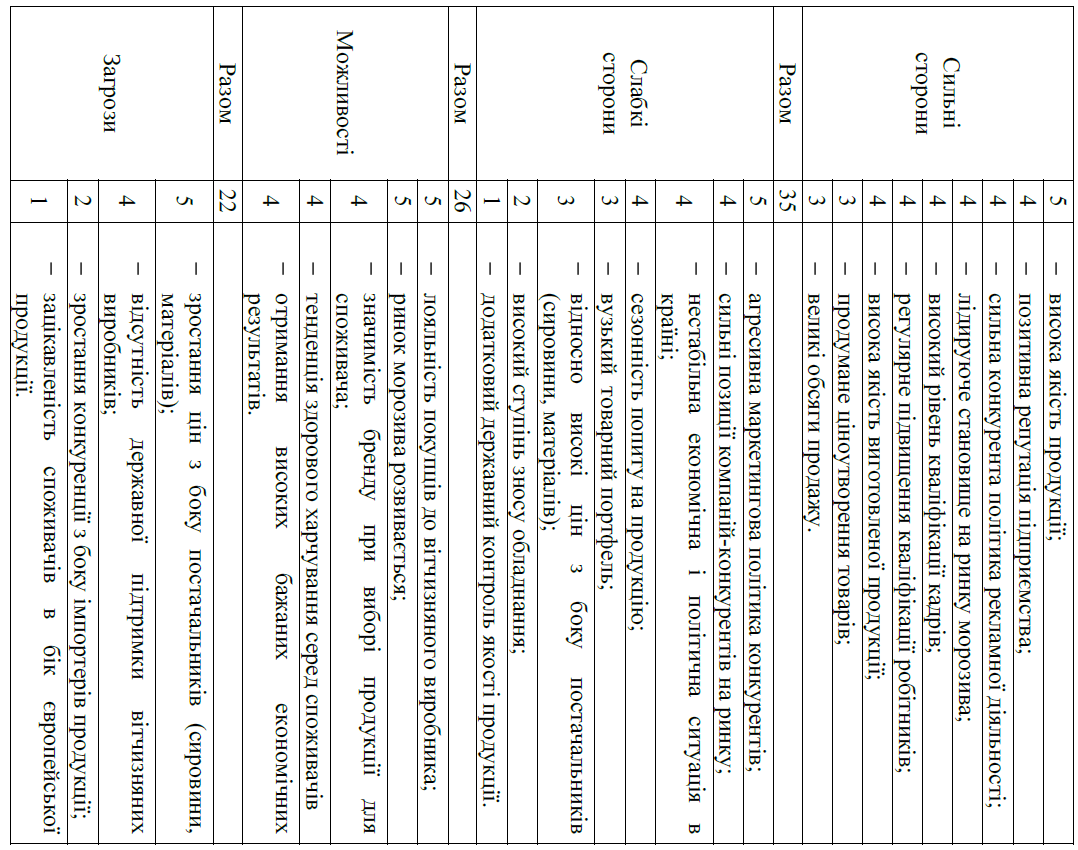 Сильні
сторони
5
– висока якість продукції;
4
– позитивна репутація підприємства;
4
– сильна конкурента політика рекламної діяльності;
4
– лідируюче становище на ринку морозива;
4
– високий рівень кваліфікації кадрів;
4
– регулярне підвищення кваліфікації робітників;
4
– висока якість виготовленої продукції;
3
– продумане ціноутворення товарів;
3
– великі обсяги продажу.
Разом
35
Слабкі
сторони
5
– агресивна маркетингова політика конкурентів;
4
– сильні позиції компаній-конкурентів на ринку;
4
– нестабільна економічна і політична ситуація в
країні;
4
– сезонність попиту на продукцію;
3
– вузький товарний портфель;
3
– відносно високі цін з боку постачальників
(сировини, матеріалів);
2
– високий ступінь зносу обладнання;
1
– додатковий державний контроль якості продукції.
Разом
26
Можливості
5
– лояльність покупців до вітчизняного виробника;
5
– ринок морозива розвивається;
4
– значимість бренду при виборі продукції для
споживача;
4
– тенденція здорового харчування серед споживачів
4
– отримання високих бажаних економічних
результатів.
Разом
22
Загрози
5
– зростання цін з боку постачальників (сировини,
матеріалів);
4
– відсутність державної підтримки вітчизняних
виробників;
2
– зростання конкуренції з боку імпортерів продукції;
1
– зацікавленість споживачів в бік європейської
продукції.